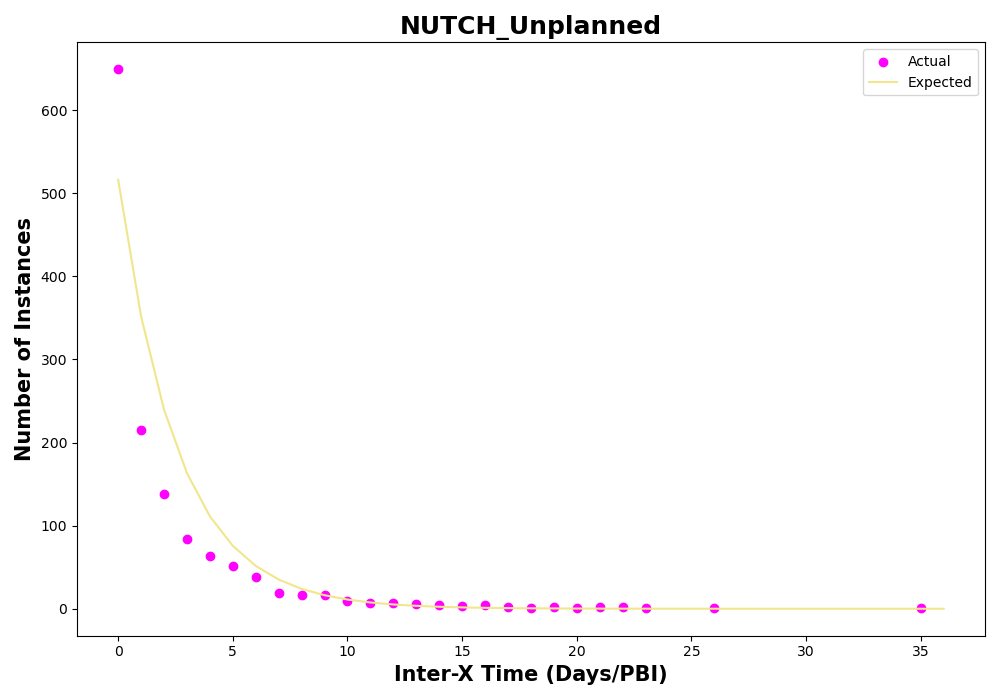 NUTCH_Unplanned
Actual
Expected
Number of Instances
600
500
400
300
200
100
0
0 5 10 15 20 25 30 35
Inter-X Time (Days/PBI)